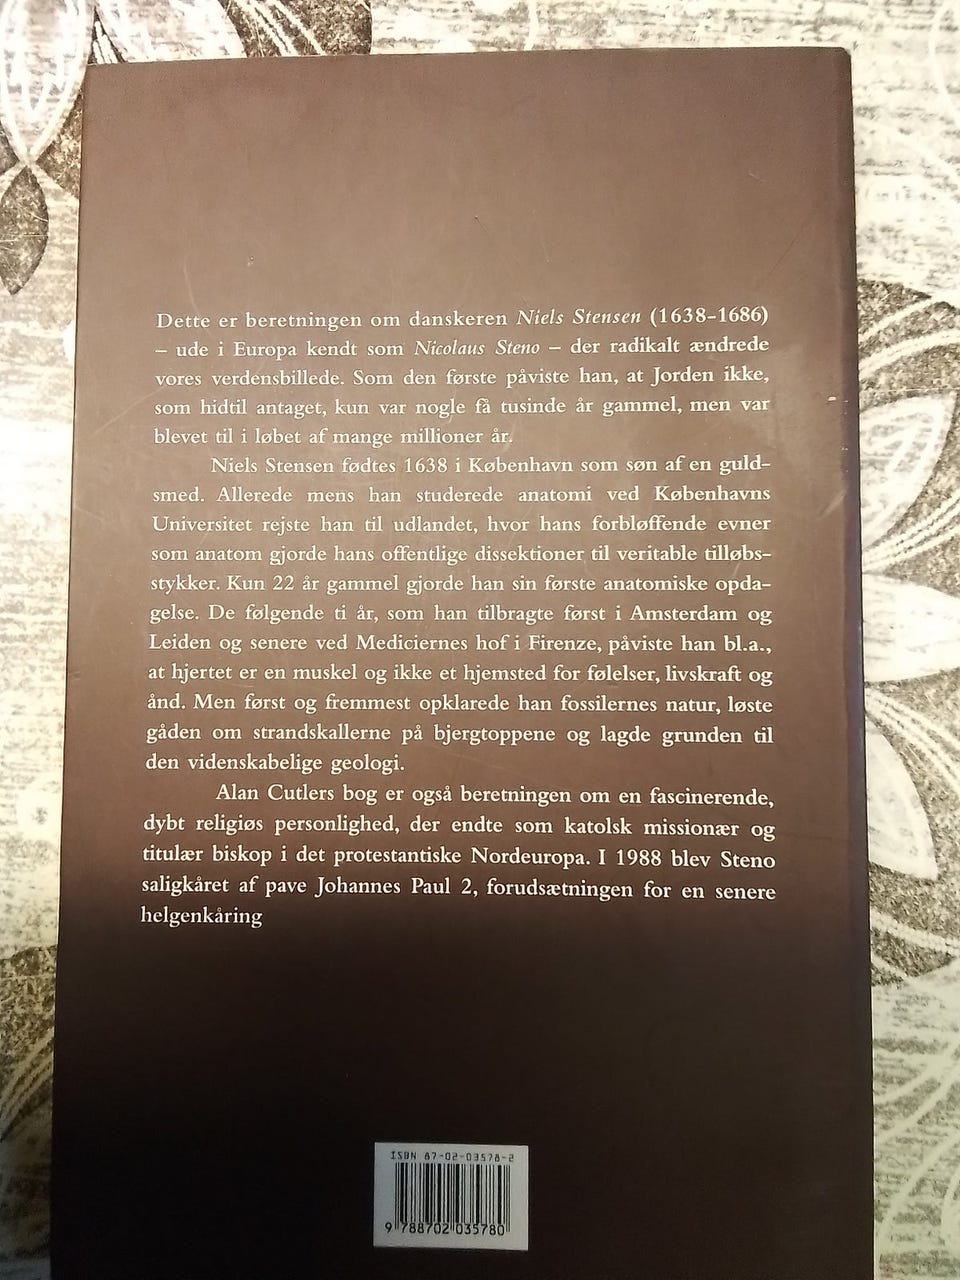 Dette er beretningen om danskeren Niels Stensen (1638-1686)
– ude i Europa kendt som Nicolaus Steno – der radikalt ændrede
vores verdensbillede. Som den første påviste han, at Jorden ikke,
som hidtil antaget, kun var nogle få tusinde år gammel, men var
blevet til i løbet af mange millioner år.
Niels Stensen fødtes 1638 i København som søn af en guld-
smed. Allerede mens han studerede anatomi ved Københavns
Universitet rejste han til udlandet, hvor hans forbløffende evner
som anatom gjorde hans offentlige dissektioner til veritable tilløbs-
stykker. Kun 22 år gammel gjorde han sin første anatomiske opda-
gelse. De følgende ti år, som han tilbragte først i Amsterdam og
Leiden og senere ved Mediciernes hof i Firenze, påviste han bl.a.,
at hjertet er en muskel og ikke et hjemsted for følelser, livskraft og
ånd. Men først og fremmest opklarede han fossilernes natur, løste
gåden om strandskallerne på bjergtoppene og lagde grunden til
den videnskabelige geologi.
Alan Cutlers bog er også beretningen om en fascinerende,
dybt religiøs personlighed, der endte som katolsk missionær og
titulær biskop i det protestantiske Nordeuropa. I 1988 blev Steno
saligkåret af pave Johannes Paul 2, forudsætningen for en senere
helgenkåring
ISBN 87-02-03578-2
9 788702 035780